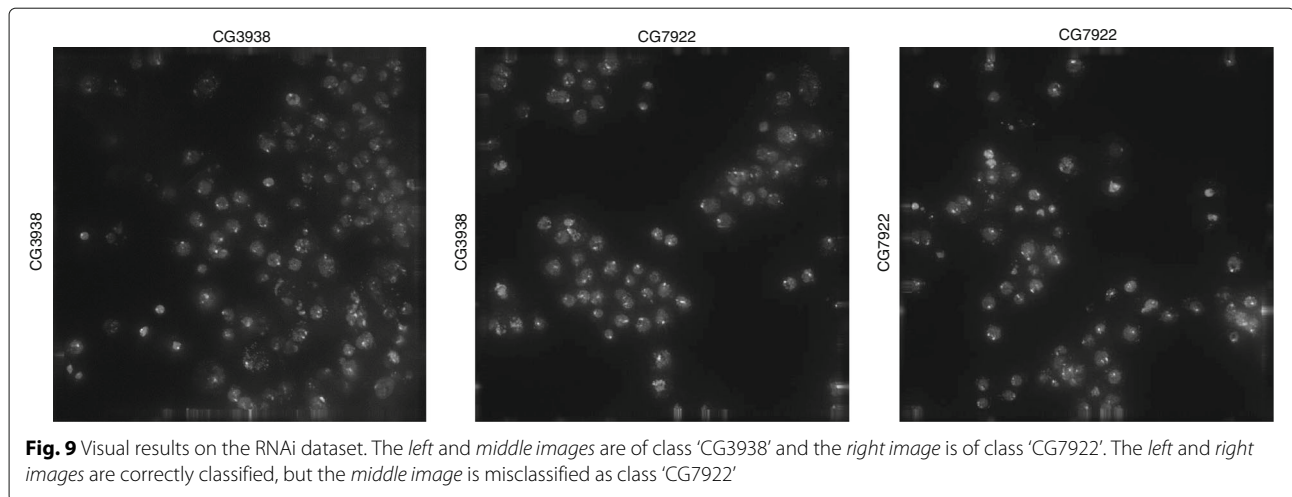 CG3938
CG7922
CG7922
CG3938
CG3938
CG7922
Fig. 9 Visual results on the RNAi dataset. The left and middle images are of class ‘CG3938’ and the right image is of class ‘CG7922’. The left and right
images are correctly classified, but the middle image is misclassified as class ‘CG7922’